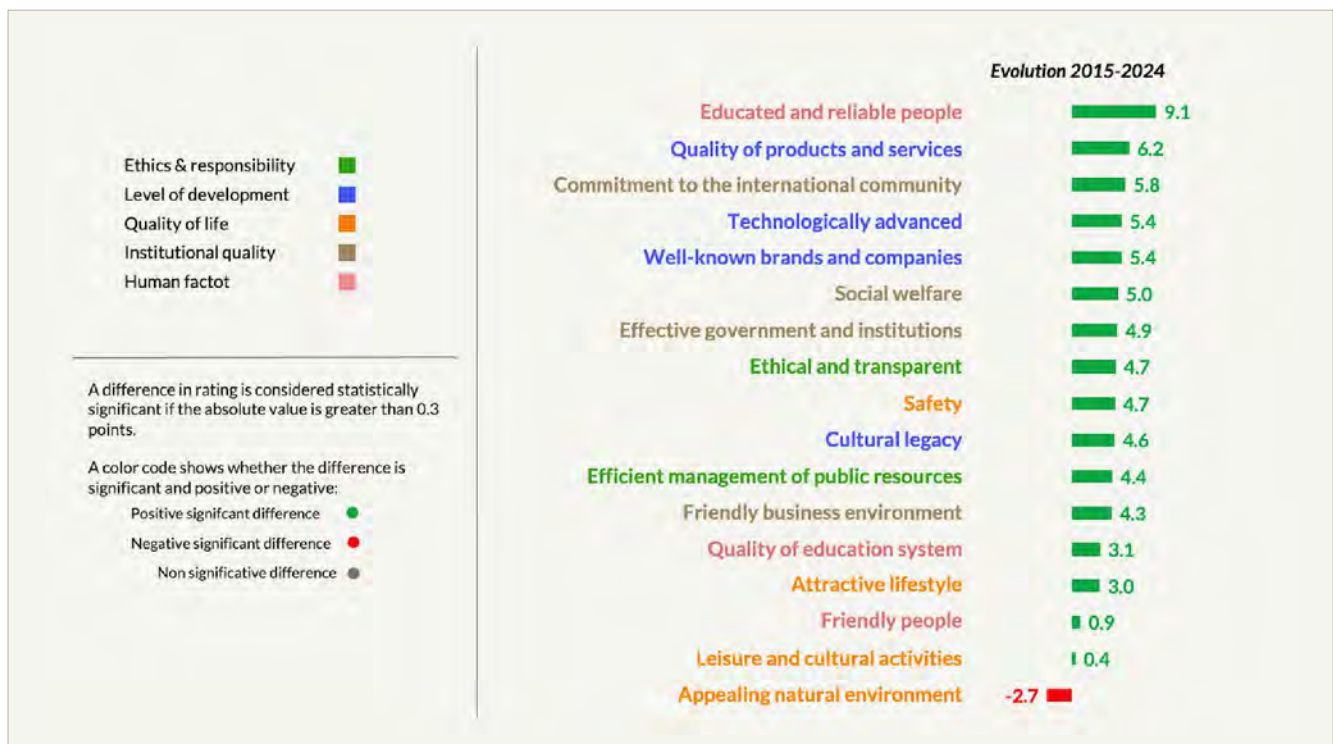 Ethics & responsibility
Level of development
Quality of life
Institutional quality
Human factot
A difference in rating is considered statistically
significant if the absolute value is greater than 0.3
points.
A color code shows whether the difference is
significant and positive or negative:
Positive signifcant difference
Negative significant difference
Non significative difference
Evolution 2015-2024
Educated and reliable people 9.1
Quality of products and services 6.2
Commitment to the international community 5.8
Technologically advanced 5.4
Well-known brands and companies 5.4
Social welfare 5.0
Effective government and institutions 4.9
Ethical and transparent 4.7
Safety 4.7
Cultural legacy 4.6
Efficient management of public resources 4.4
Friendly business environment 4.3
Quality of education system 3.1
Attractive lifestyle 3.0
Friendly people 0.9
Leisure and cultural activities 0.4
Appealing natural environment -2.7